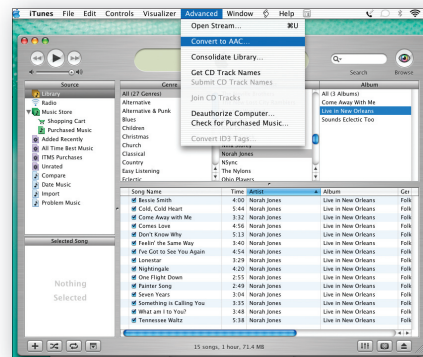 iTunes File Edit Controls Visualizer Advanced Window Help
Open Stream... ⌘U
Convert to AAC...
Consolidate Library...
Get CD Track Names
Submit CD Track Names
Join CD Tracks
Deauthorize Computer...
Check for Purchased Music...
Convert ID3 Tags...
Search Browse
Source Genre Album
Library
Radio
Music Store
Shopping Cart
Purchased Music
Added Recently
All Time Best Music
ITMS Purchases
Unrated
Compare
Date Music
Import
Problem Music
All (27 Genres)
Alternative
Alternative & Punk
Blues
Children
Christmas
Church
Classical
Country
Easy Listening
Eclectic
Norah Jones
NSync
The Nylons
Ohio Players
All (3 Albums)
Come Away With Me
Live in New Orleans
Sounds Eclectic Too
Song Name Time Artist Album Ger
Bessie Smith 4:00 Norah Jones Live in New Orleans Folk
Cold, Cold Heart 5:44 Norah Jones Live in New Orleans Folk
Come Away with Me 3:32 Norah Jones Live in New Orleans Folk
Comes Love 4:56 Norah Jones Live in New Orleans Folk
Don't Know Why 5:13 Norah Jones Live in New Orleans Folk
Feelin' the Same Way 3:40 Norah Jones Live in New Orleans Folk
I've Got to See You Again 4:54 Norah Jones Live in New Orleans Folk
Lonestar 3:29 Norah Jones Live in New Orleans Folk
Nightingale 4:20 Norah Jones Live in New Orleans Folk
One Flight Down 2:55 Norah Jones Live in New Orleans Folk
Painter Song 2:49 Norah Jones Live in New Orleans Folk
Seven Years 3:04 Norah Jones Live in New Orleans Folk
Something is Calling You 3:35 Norah Jones Live in New Orleans Folk
What am I to You? 3:48 Norah Jones Live in New Orleans Folk
Tennessee Waltz 5:38 Norah Jones Live in New Orleans Folk
Selected Song
Nothing
Selected
15 songs, 1 hour, 71.4 MB